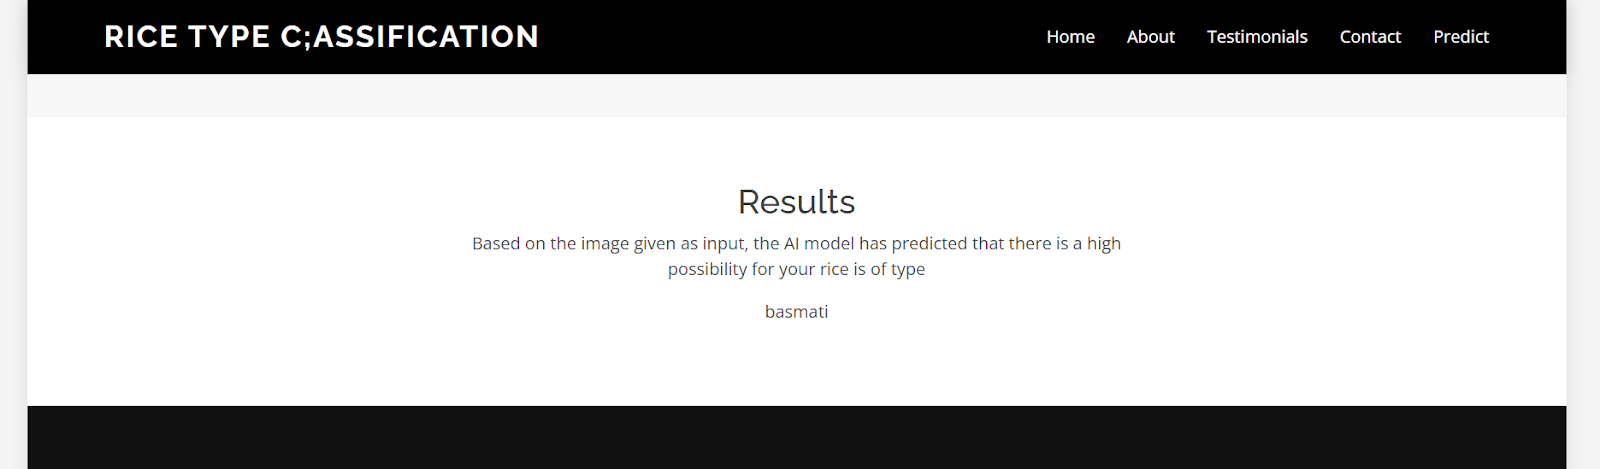 RICE TYPE C;ASSIFICATION
Home About Testimonials Contact Predict
Results
Based on the image given as input, the AI model has predicted that there is a high
possibility for your rice is of type
basmati